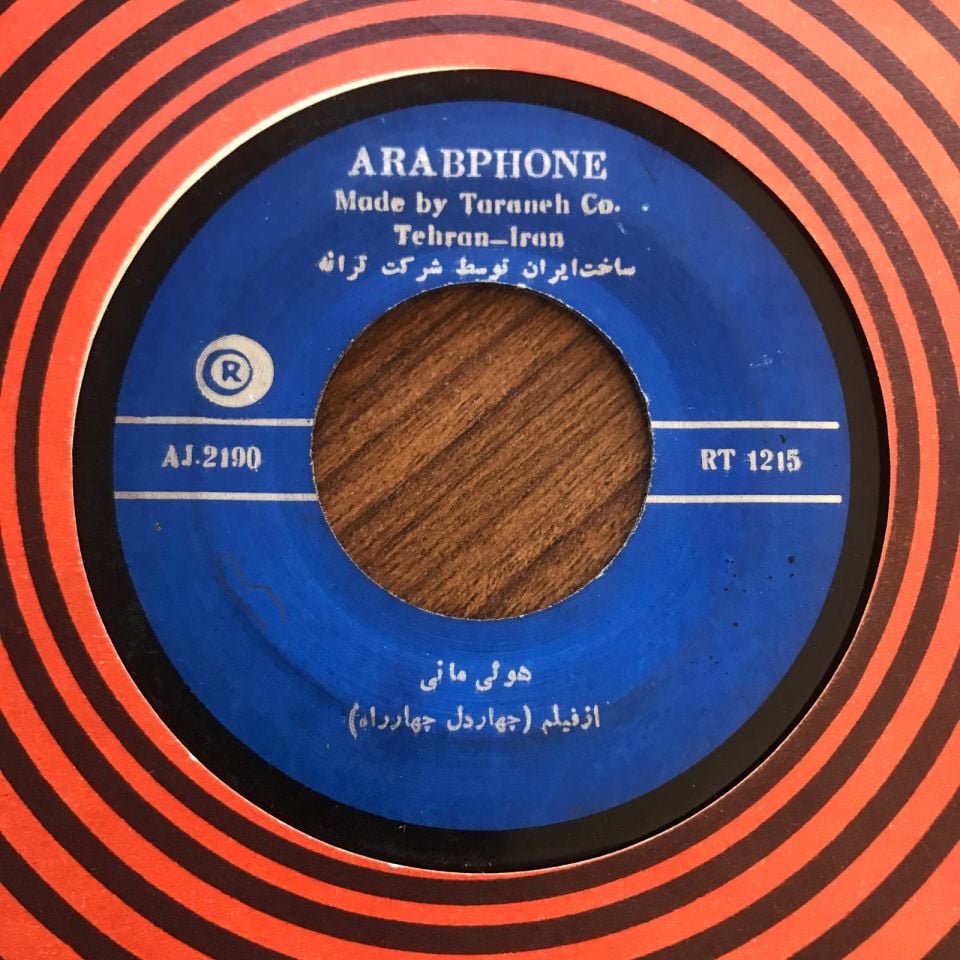 ARABPHONE
Made by Taraneh Co.
Tehran-Iran
ساخت‌ایران توسط شرکت ترانه
®
AJ.2190
RT 1215
هوئی مانی
ازفیلم (چهاردل چهارراه)